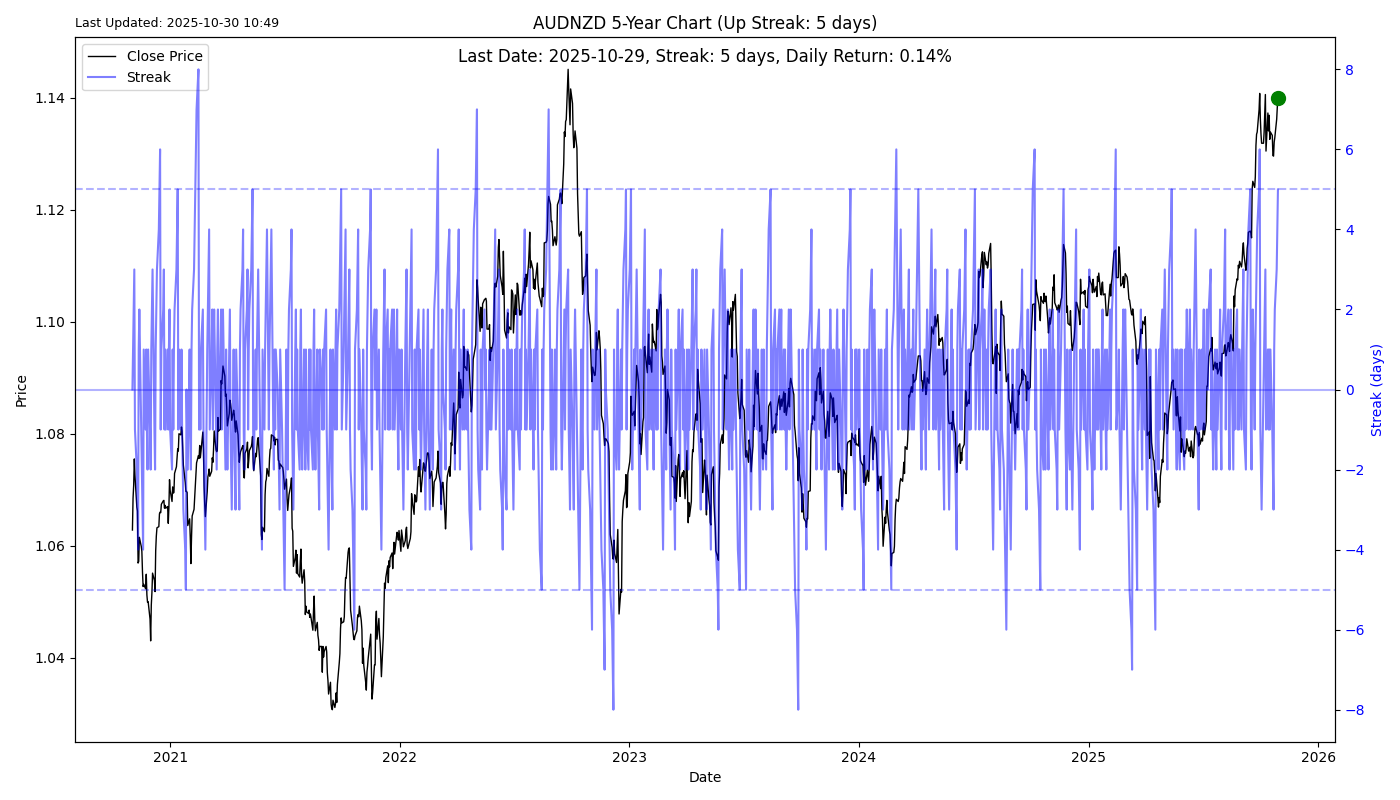 Last Updated: 2025-10-30 10:49
AUDNZD 5-Year Chart (Up Streak: 5 days)
Last Date: 2025-10-29, Streak: 5 days, Daily Return: 0.14%
Close Price
Streak
1.14
1.12
1.10
1.08
1.06
1.04
Price
8
6
4
2
0
−2
−4
−6
−8
Streak (days)
2021
2022
2023
2024
2025
2026
Date